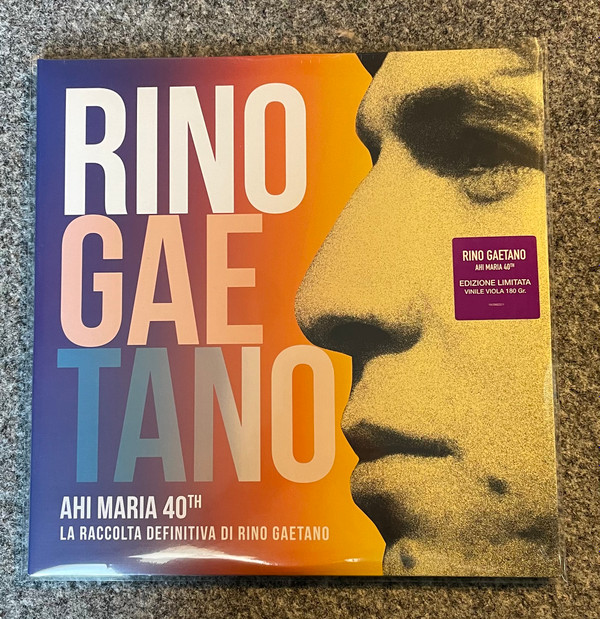 RINO
GAE
TANO
AHI MARIA 40TH
LA RACCOLTA DEFINITIVA DI RINO GAETANO
RINO GAETANO
AHI MARIA 40TH
EDIZIONE LIMITATA
VINILE VIOLA 180 Gr.